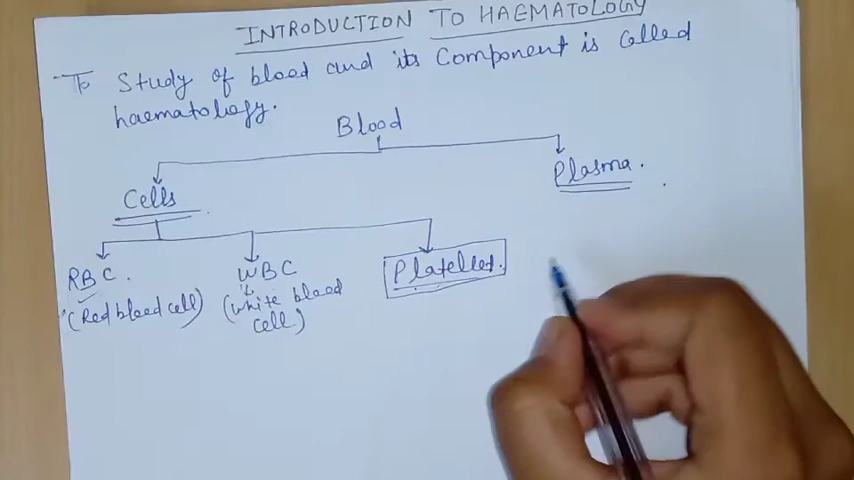 INTRODUCTION TO HAEMATOLOGY
To Study of blood and its Component is Called
haematology.
Blood
Cells
Plasma.
RBC.
WBC
Platelled.
(Red blood cell)
(White blood
cell)